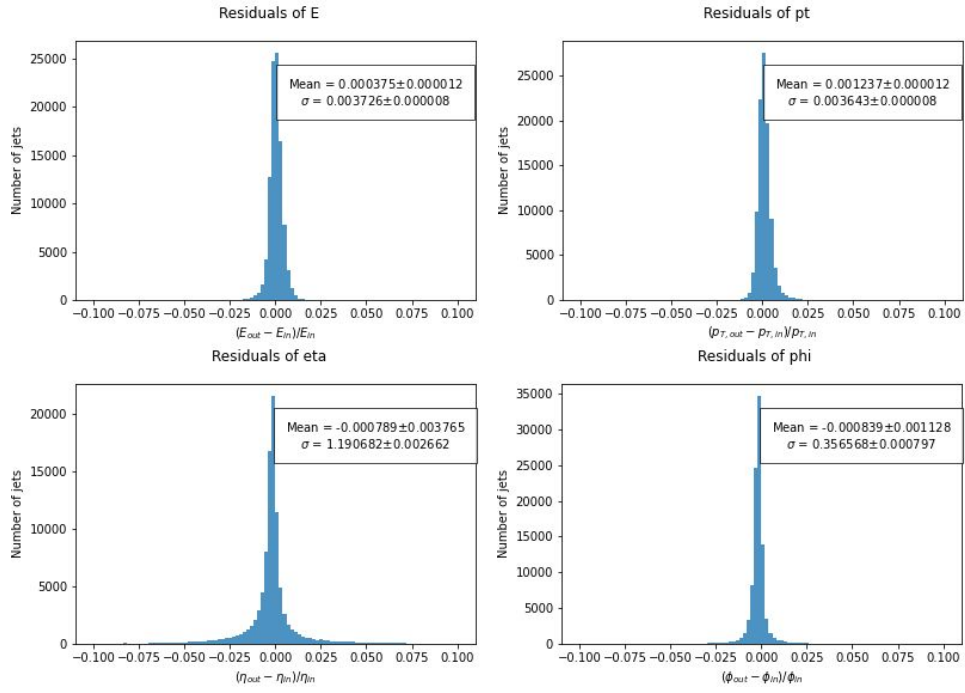 Residuals of E
Number of jets
25000
20000
15000
10000
5000
0
Mean = 0.000375±0.000012
σ = 0.003726±0.000008
−0.100 −0.075 −0.050 −0.025 0.000 0.025 0.050 0.075 0.100
(E_out − E_in)/E_in
Residuals of pt
Number of jets
25000
20000
15000
10000
5000
0
Mean = 0.001237±0.000012
σ = 0.003643±0.000008
−0.100 −0.075 −0.050 −0.025 0.000 0.025 0.050 0.075 0.100
(p_T,out − p_T,in)/p_T,in
Residuals of eta
Number of jets
20000
15000
10000
5000
0
Mean = -0.000789±0.003765
σ = 1.190682±0.002662
−0.100 −0.075 −0.050 −0.025 0.000 0.025 0.050 0.075 0.100
(η_out − η_in)/η_in
Residuals of phi
Number of jets
35000
30000
25000
20000
15000
10000
5000
0
Mean = -0.000839±0.001128
σ = 0.356568±0.000797
−0.100 −0.075 −0.050 −0.025 0.000 0.025 0.050 0.075 0.100
(ϕ_out − ϕ_in)/ϕ_in